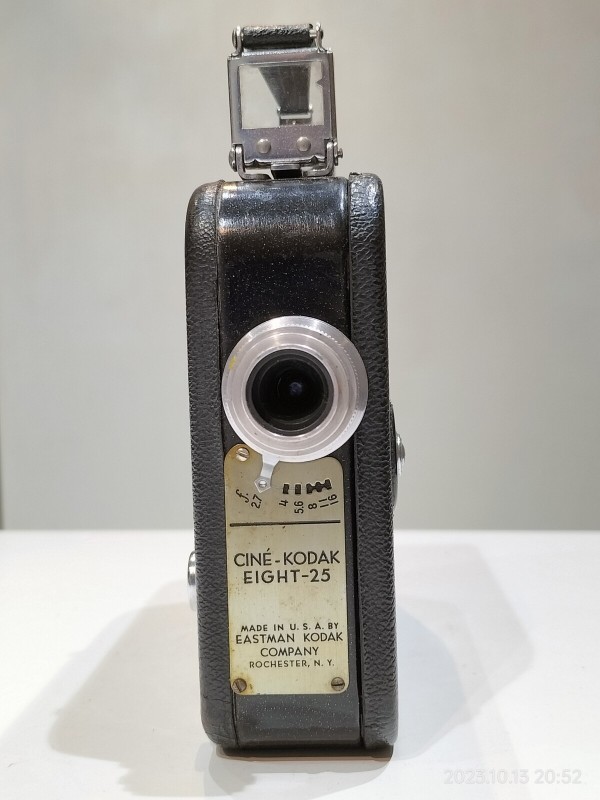 f. 2.7 4 5.6 8 11 16
CINÉ-KODAK
EIGHT-25
MADE IN U. S. A. BY
EASTMAN KODAK
COMPANY
ROCHESTER, N. Y.
2023.10.13 20:52